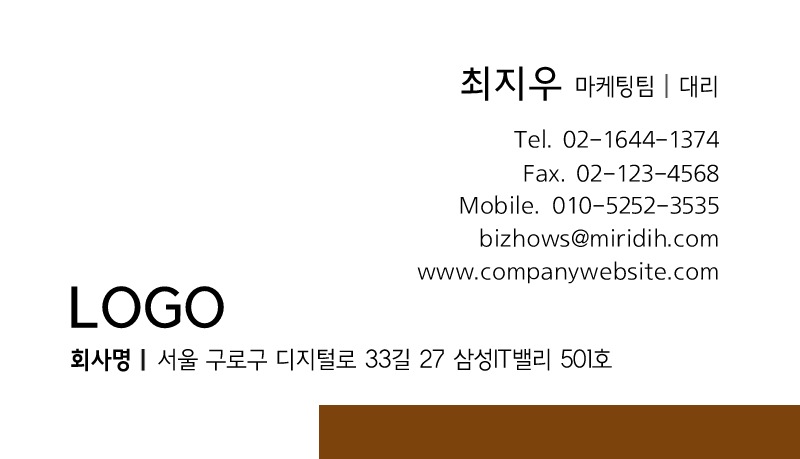 최지우 마케팅팀 | 대리
Tel. 02-1644-1374
Fax. 02-123-4568
Mobile. 010-5252-3535
bizhows@miridih.com
www.companywebsite.com
LOGO
회사명 | 서울 구로구 디지털로 33길 27 삼성IT밸리 501호